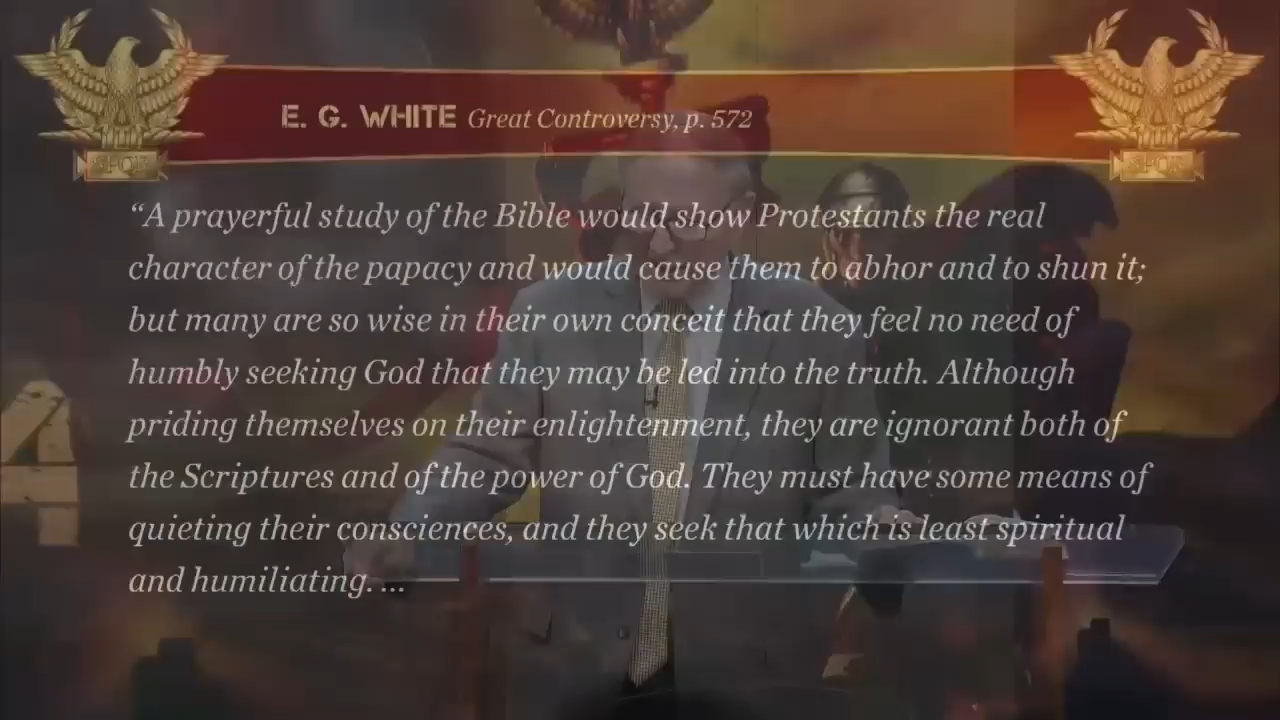 E. G. WHITE Great Controversy, p. 572
SPQR
SPQR
“A prayerful study of the Bible would show Protestants the real
character of the papacy and would cause them to abhor and to shun it;
but many are so wise in their own conceit that they feel no need of
humbly seeking God that they may be led into the truth. Although
priding themselves on their enlightenment, they are ignorant both of
the Scriptures and of the power of God. They must have some means of
quieting their consciences, and they seek that which is least spiritual
and humiliating. ...